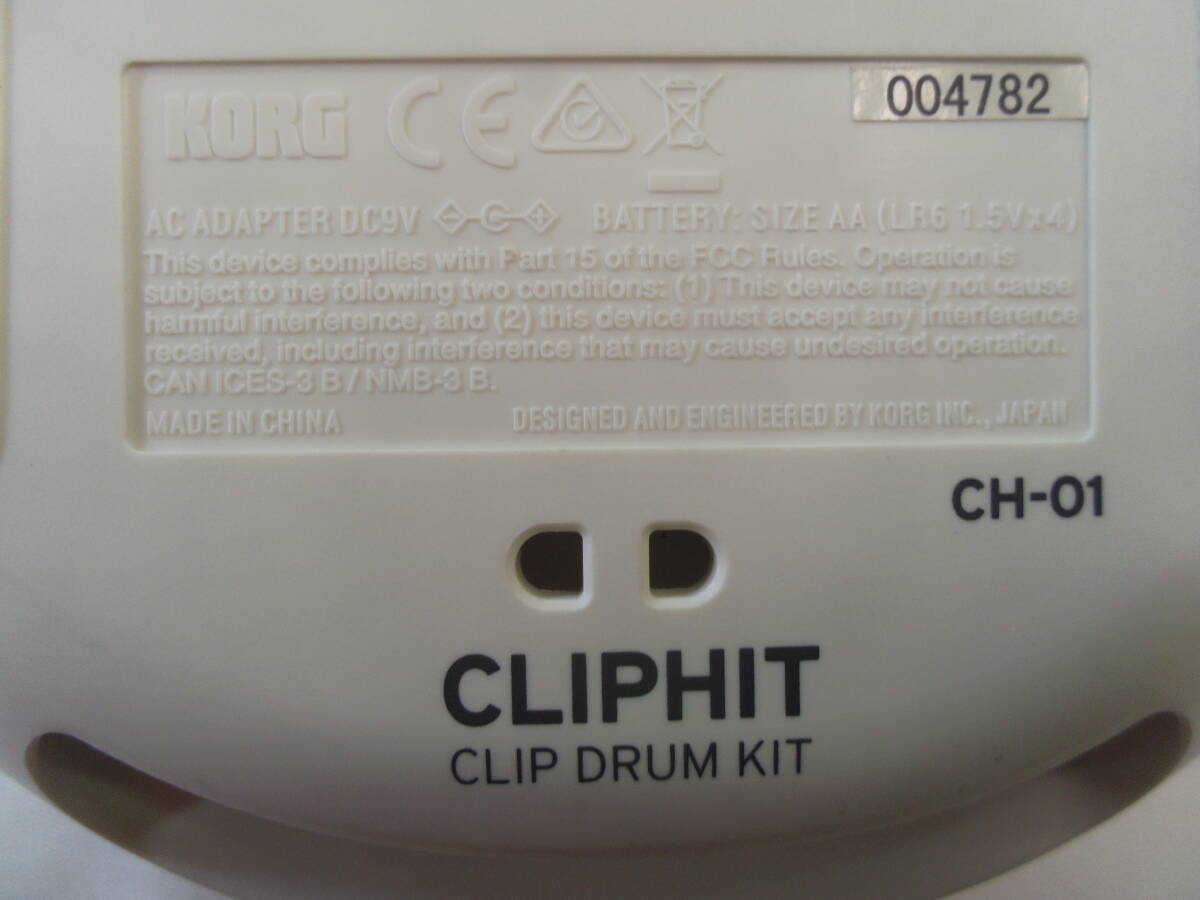 KORG CE 004782
AC ADAPTER DC9V BATTERY: SIZE AA (LR6 1.5Vx4)
This device complies with Part 15 of the FCC Rules. Operation is
subject to the following two conditions: (1) This device may not cause
harmful interference, and (2) this device must accept any interference
received, including interference that may cause undesired operation.
CAN ICES-3 B / NMB-3 B.
MADE IN CHINA DESIGNED AND ENGINEERED BY KORG INC., JAPAN
CH-01
CLIPHIT
CLIP DRUM KIT